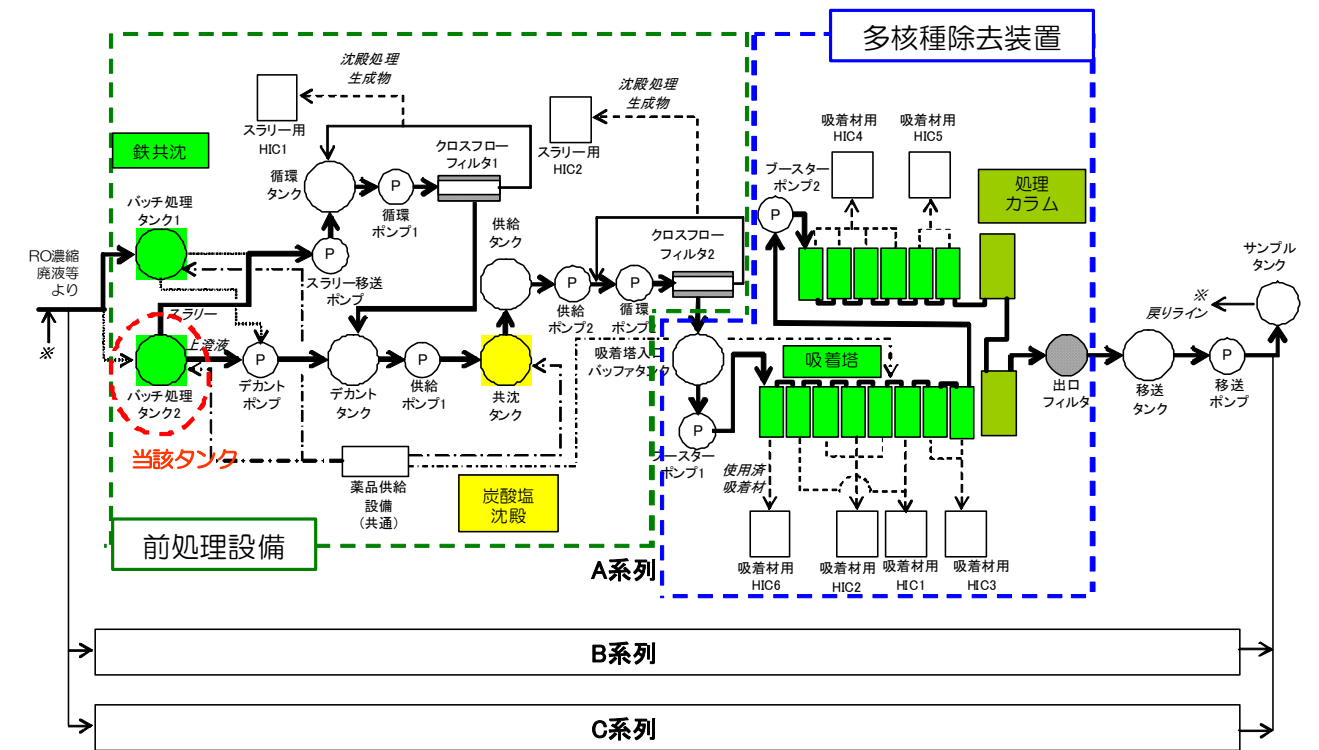 多核種除去装置
沈殿処理
生成物
沈殿処理
生成物
スラリー用
HIC1
スラリー用
HIC2
吸着材用
HIC4
吸着材用
HIC5
鉄共沈
クロスフロー
フィルタ1
循環
タンク
P
循環
ポンプ1
ブースター
ポンプ2
P
処理
カラム
バッチ処理
タンク1
供給
タンク
クロスフロー
フィルタ2
サンプル
タンク
RO濃縮
廃液等
より
P
スラリー移送
ポンプ
P
供給
ポンプ2
P
循環
ポンプ2
※
戻りライン
スラリー
上澄液
※
バッチ処理
タンク2
P
デカント
ポンプ
デカント
タンク
P
供給
ポンプ1
共沈
タンク
吸着塔入口
バッファタンク
吸着塔
出口
フィルタ
移送
タンク
P
移送
ポンプ
当該タンク
P
ブースター
ポンプ1
使用済
吸着材
薬品供給
設備
（共通）
炭酸塩
沈殿
前処理設備
吸着材用
HIC6
吸着材用
HIC2
吸着材用
HIC1
吸着材用
HIC3
A系列
B系列
C系列